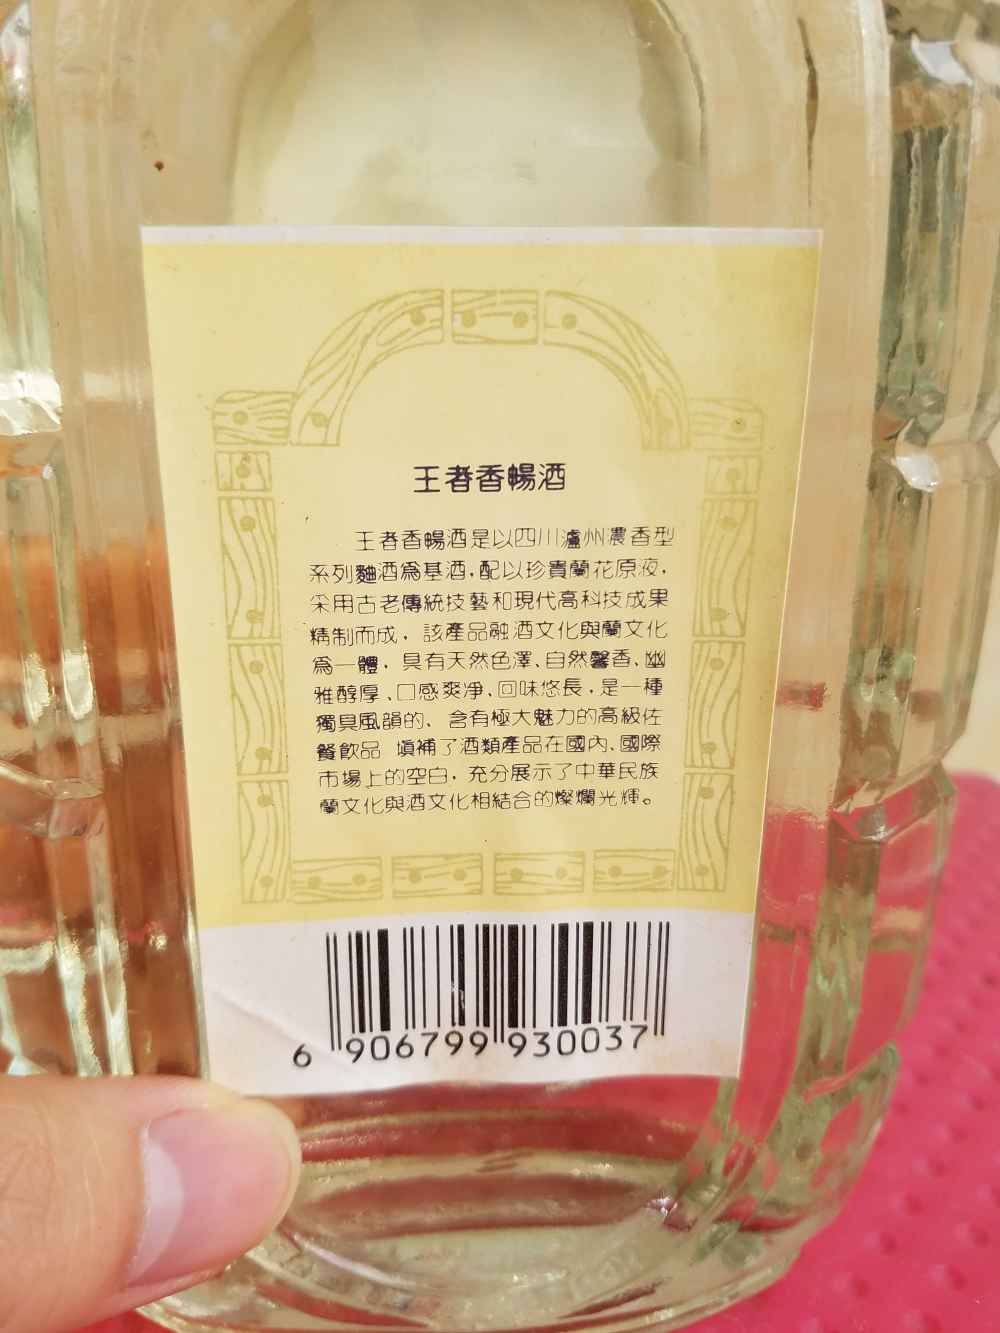 王者香暢酒
王者香暢酒是以四川瀘州農香型
系列麯酒為基酒，配以珍貴蘭花原液，
采用古老傳統技藝和現代高科技成果
精制而成，該產品融酒文化與蘭文化
為一體，具有天然色澤、自然馨香、幽
雅醇厚、口感爽凈、回味悠長，是一種
獨具風韻的、含有極大魅力的高級佐
餐飲品 填補了酒類產品在國內、國際
市場上的空白，充分展示了中華民族
蘭文化與酒文化相結合的燦爛光輝。
6 906799 930037